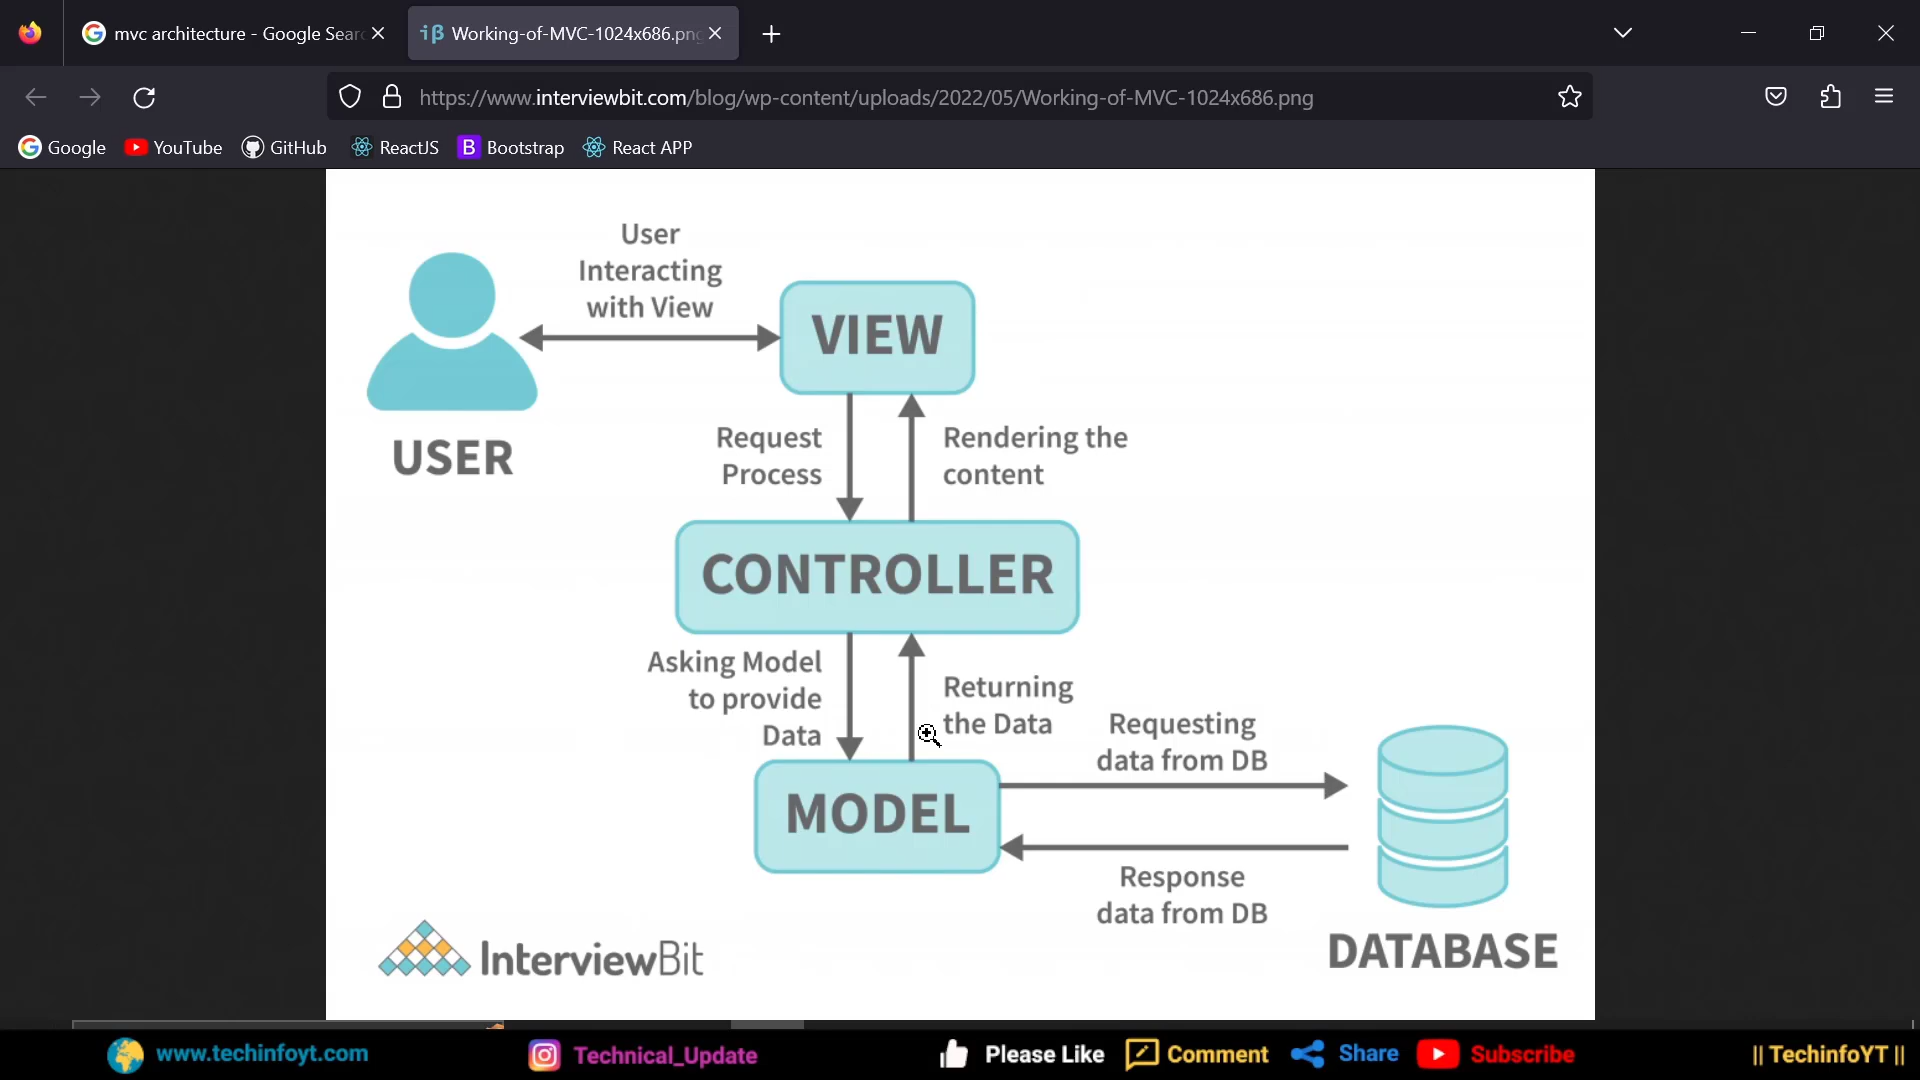 mvc architecture - Google Sear
iβ Working-of-MVC-1024x686.png
https://www.interviewbit.com/blog/wp-content/uploads/2022/05/Working-of-MVC-1024x686.png
Google YouTube GitHub ReactJS B Bootstrap React APP
User
Interacting
with View
VIEW
USER
Request
Process
Rendering the
content
CONTROLLER
Asking Model
to provide
Data
Returning
the Data
Requesting
data from DB
MODEL
Response
data from DB
DATABASE
InterviewBit
www.techinfoyt.com Technical_Update Please Like Comment Share Subscribe || TechinfoYT ||